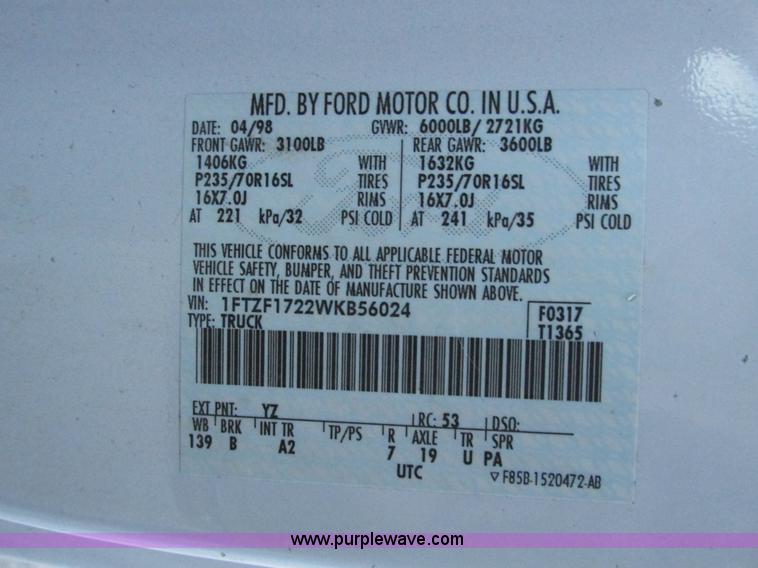 MFD. BY FORD MOTOR CO. IN U.S.A.
DATE: 04/98 GVWR: 6000LB/ 2721KG
FRONT GAWR: 3100LB REAR GAWR: 3600LB
1406KG WITH 1632KG WITH
P235/70R16SL TIRES P235/70R16SL TIRES
16X7.0J RIMS 16X7.0J RIMS
AT 221 kPa/32 PSI COLD AT 241 kPa/35 PSI COLD
THIS VEHICLE CONFORMS TO ALL APPLICABLE FEDERAL MOTOR
VEHICLE SAFETY, BUMPER, AND THEFT PREVENTION STANDARDS
IN EFFECT ON THE DATE OF MANUFACTURE SHOWN ABOVE.
VIN: 1FTZF1722WKB56024 F0317
TYPE: TRUCK T1365
EXT PNT: YZ RC: 53 DSO:
WB BRK INT TR TP/PS R AXLE TR SPR
139 B A2 7 19 U PA
UTC ▽ F85B-1520472-AB
www.purplewave.com